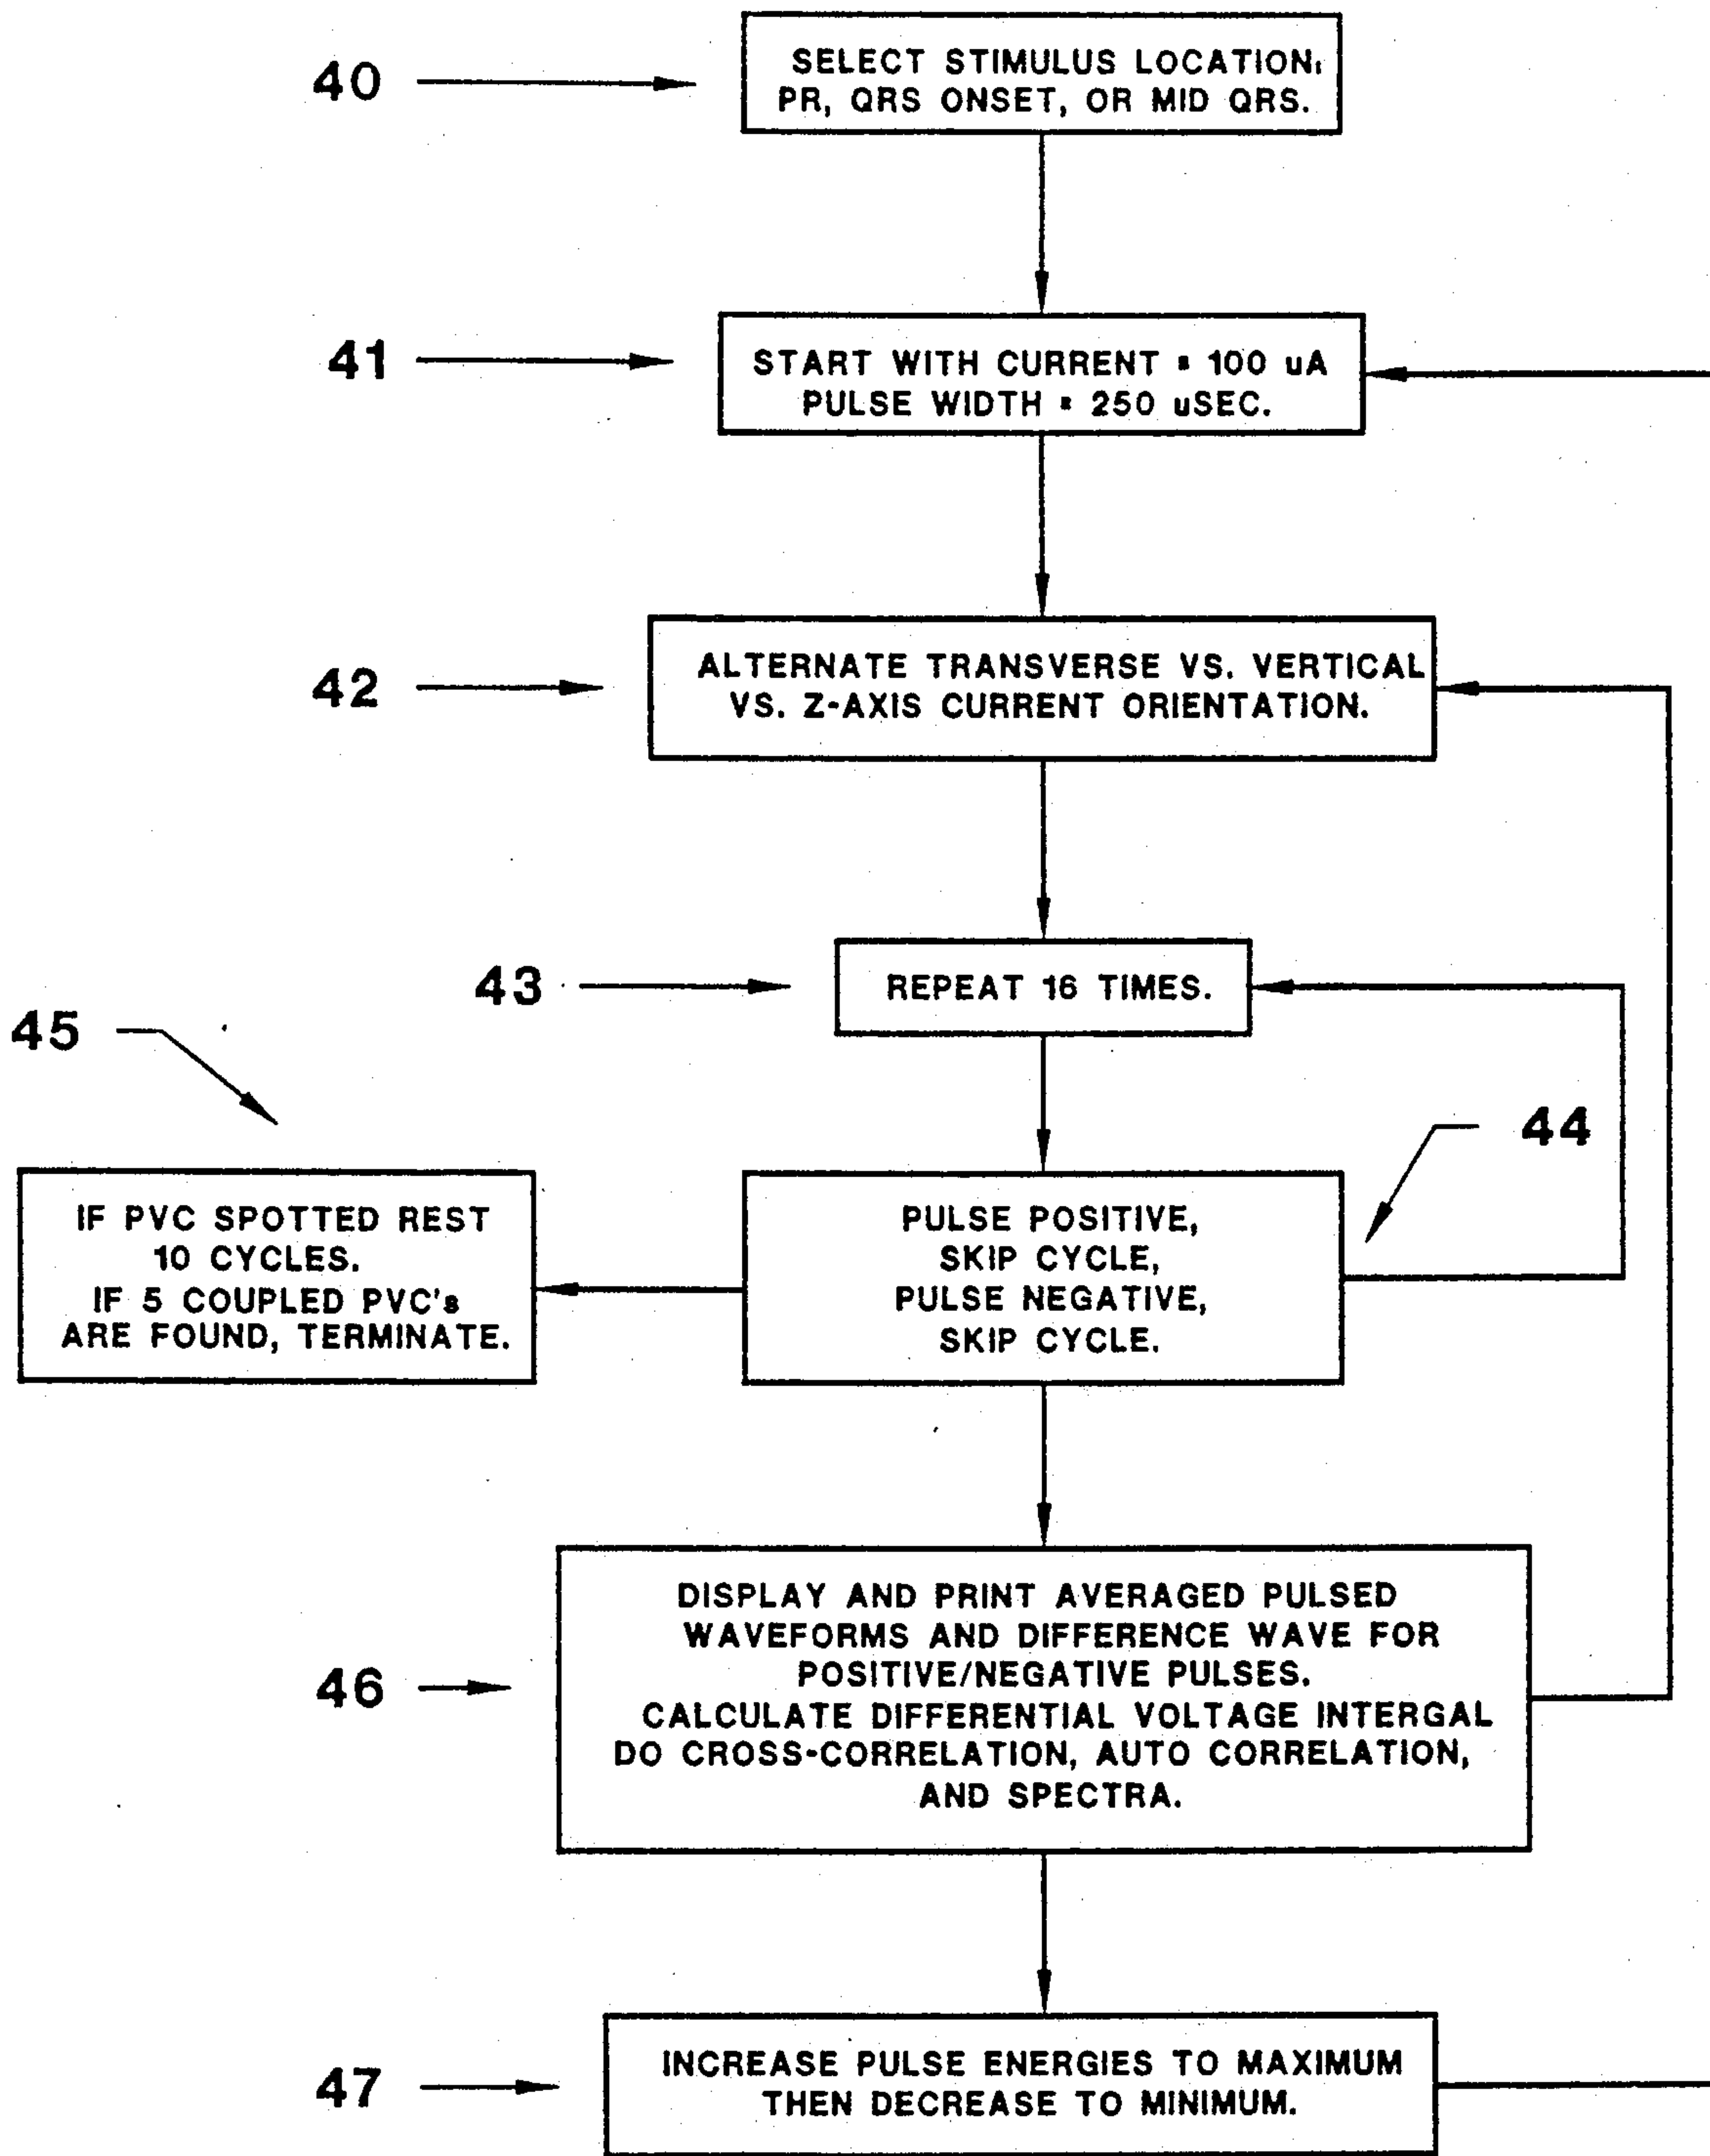 40
SELECT STIMULUS LOCATION:
PR, QRS ONSET, OR MID QRS.
41
START WITH CURRENT = 100 uA
PULSE WIDTH = 250 uSEC.
42
ALTERNATE TRANSVERSE VS. VERTICAL
VS. Z-AXIS CURRENT ORIENTATION.
43
REPEAT 16 TIMES.
45
44
IF PVC SPOTTED REST
10 CYCLES.
IF 5 COUPLED PVC's
ARE FOUND, TERMINATE.
PULSE POSITIVE,
SKIP CYCLE,
PULSE NEGATIVE,
SKIP CYCLE.
46
DISPLAY AND PRINT AVERAGED PULSED
WAVEFORMS AND DIFFERENCE WAVE FOR
POSITIVE/NEGATIVE PULSES.
CALCULATE DIFFERENTIAL VOLTAGE INTERGAL
DO CROSS-CORRELATION, AUTO CORRELATION,
AND SPECTRA.
47
INCREASE PULSE ENERGIES TO MAXIMUM
THEN DECREASE TO MINIMUM.